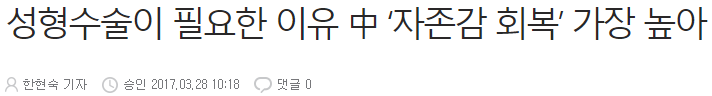 성형수술이 필요한 이유 中 ‘자존감 회복’ 가장 높아
한현숙 기자 승인 2017.03.28 10:18 댓글 0